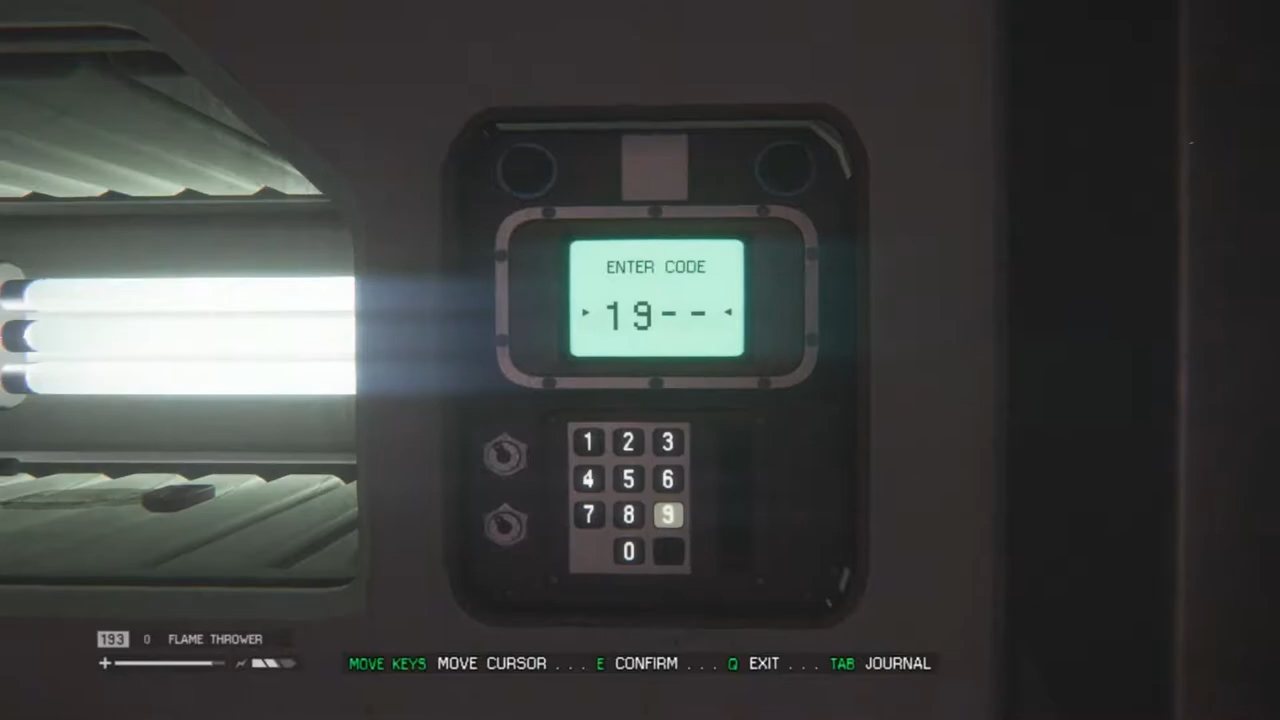 ENTER CODE
19--
1 2 3
4 5 6
7 8 9
0
193 0 FLAME THROWER
MOVE KEYS MOVE CURSOR ... E CONFIRM ... Q EXIT ... TAB JOURNAL